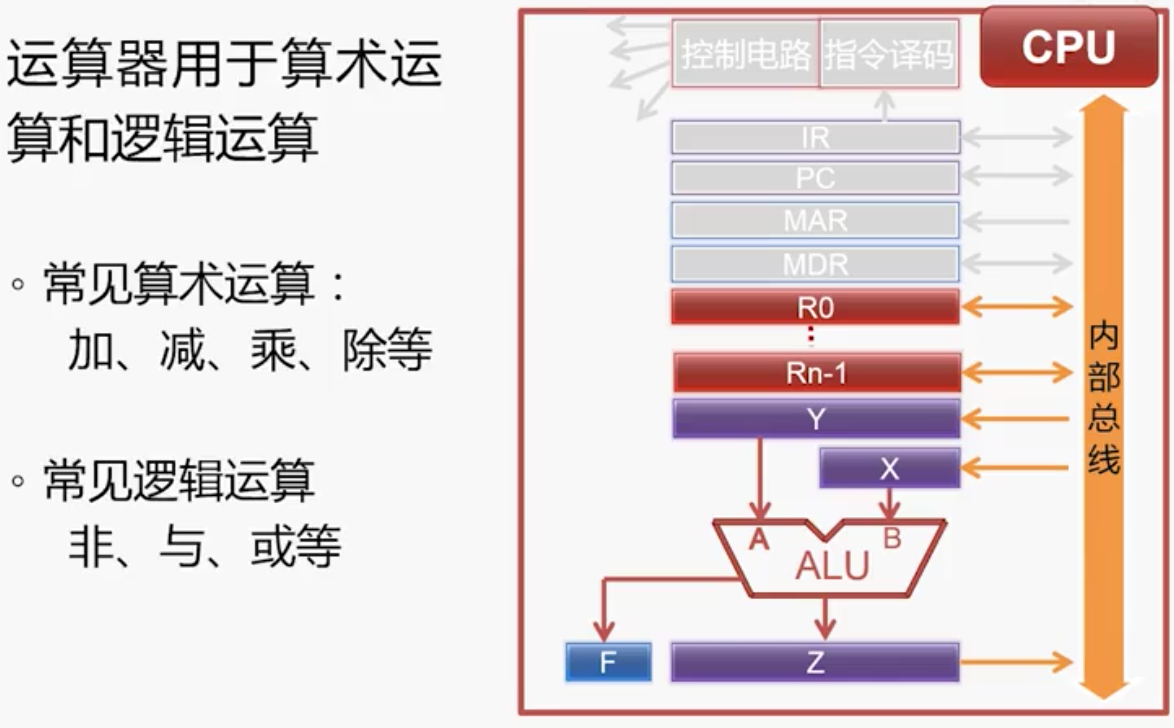 运算器用于算术运
算和逻辑运算
◦ 常见算术运算：
加、减、乘、除等
◦ 常见逻辑运算
非、与、或等
CPU
控制电路 指令译码
IR
PC
MAR
MDR
R0
Rn-1
Y
X
A B
ALU
F Z
内部总线